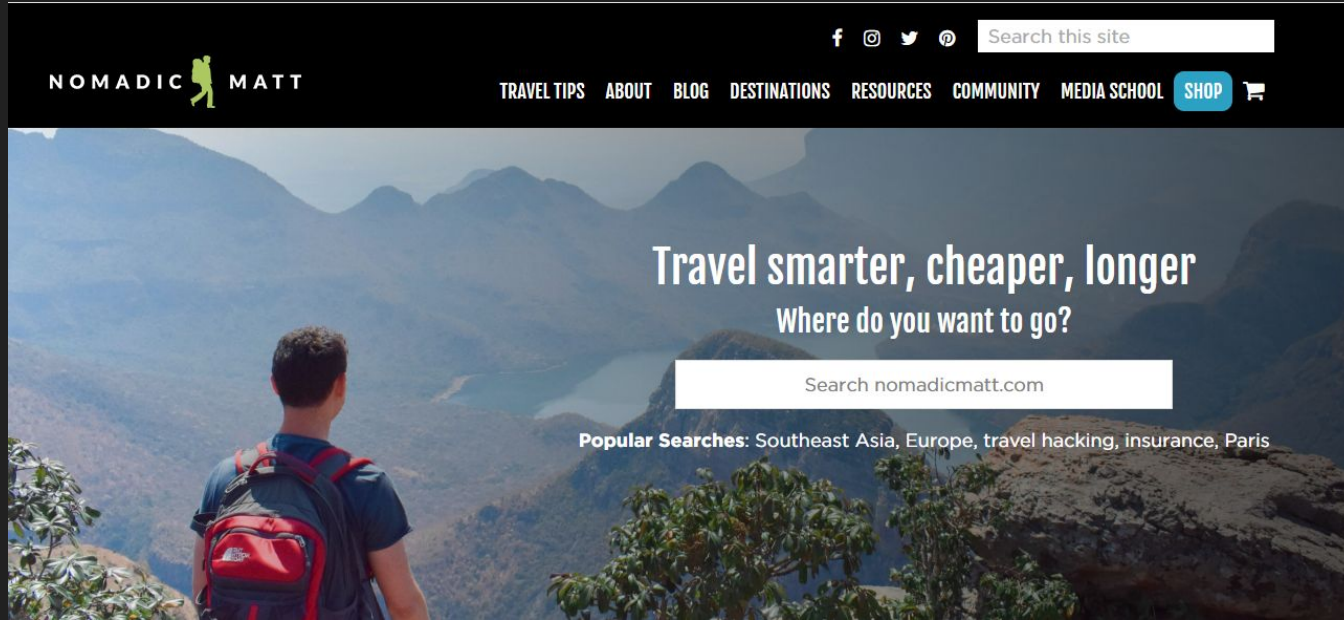 Search this site
NOMADIC MATT
TRAVEL TIPS ABOUT BLOG DESTINATIONS RESOURCES COMMUNITY MEDIA SCHOOL SHOP
Travel smarter, cheaper, longer
Where do you want to go?
Search nomadicmatt.com
Popular Searches: Southeast Asia, Europe, travel hacking, insurance, Paris